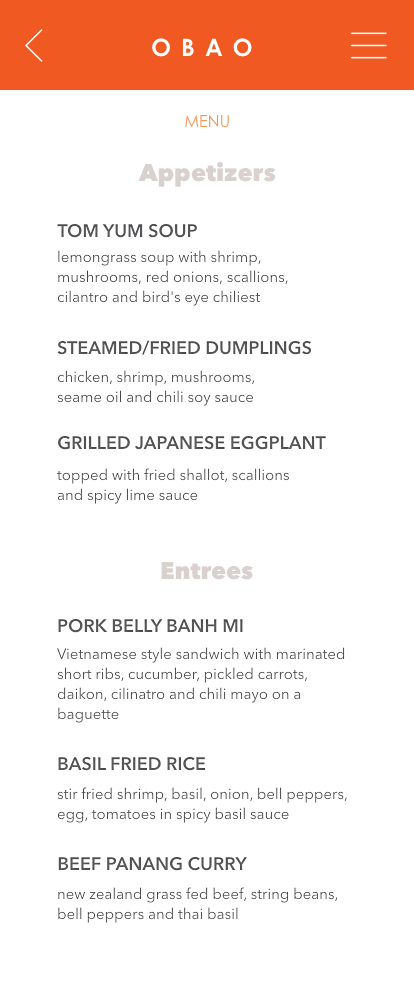 OBAO
MENU
Appetizers
TOM YUM SOUP
lemongrass soup with shrimp,
mushrooms, red onions, scallions,
cilantro and bird's eye chiliest
STEAMED/FRIED DUMPLINGS
chicken, shrimp, mushrooms,
seame oil and chili soy sauce
GRILLED JAPANESE EGGPLANT
topped with fried shallot, scallions
and spicy lime sauce
Entrees
PORK BELLY BANH MI
Vietnamese style sandwich with marinated
short ribs, cucumber, pickled carrots,
daikon, cilinatro and chili mayo on a
baguette
BASIL FRIED RICE
stir fried shrimp, basil, onion, bell peppers,
egg, tomatoes in spicy basil sauce
BEEF PANANG CURRY
new zealand grass fed beef, string beans,
bell peppers and thai basil